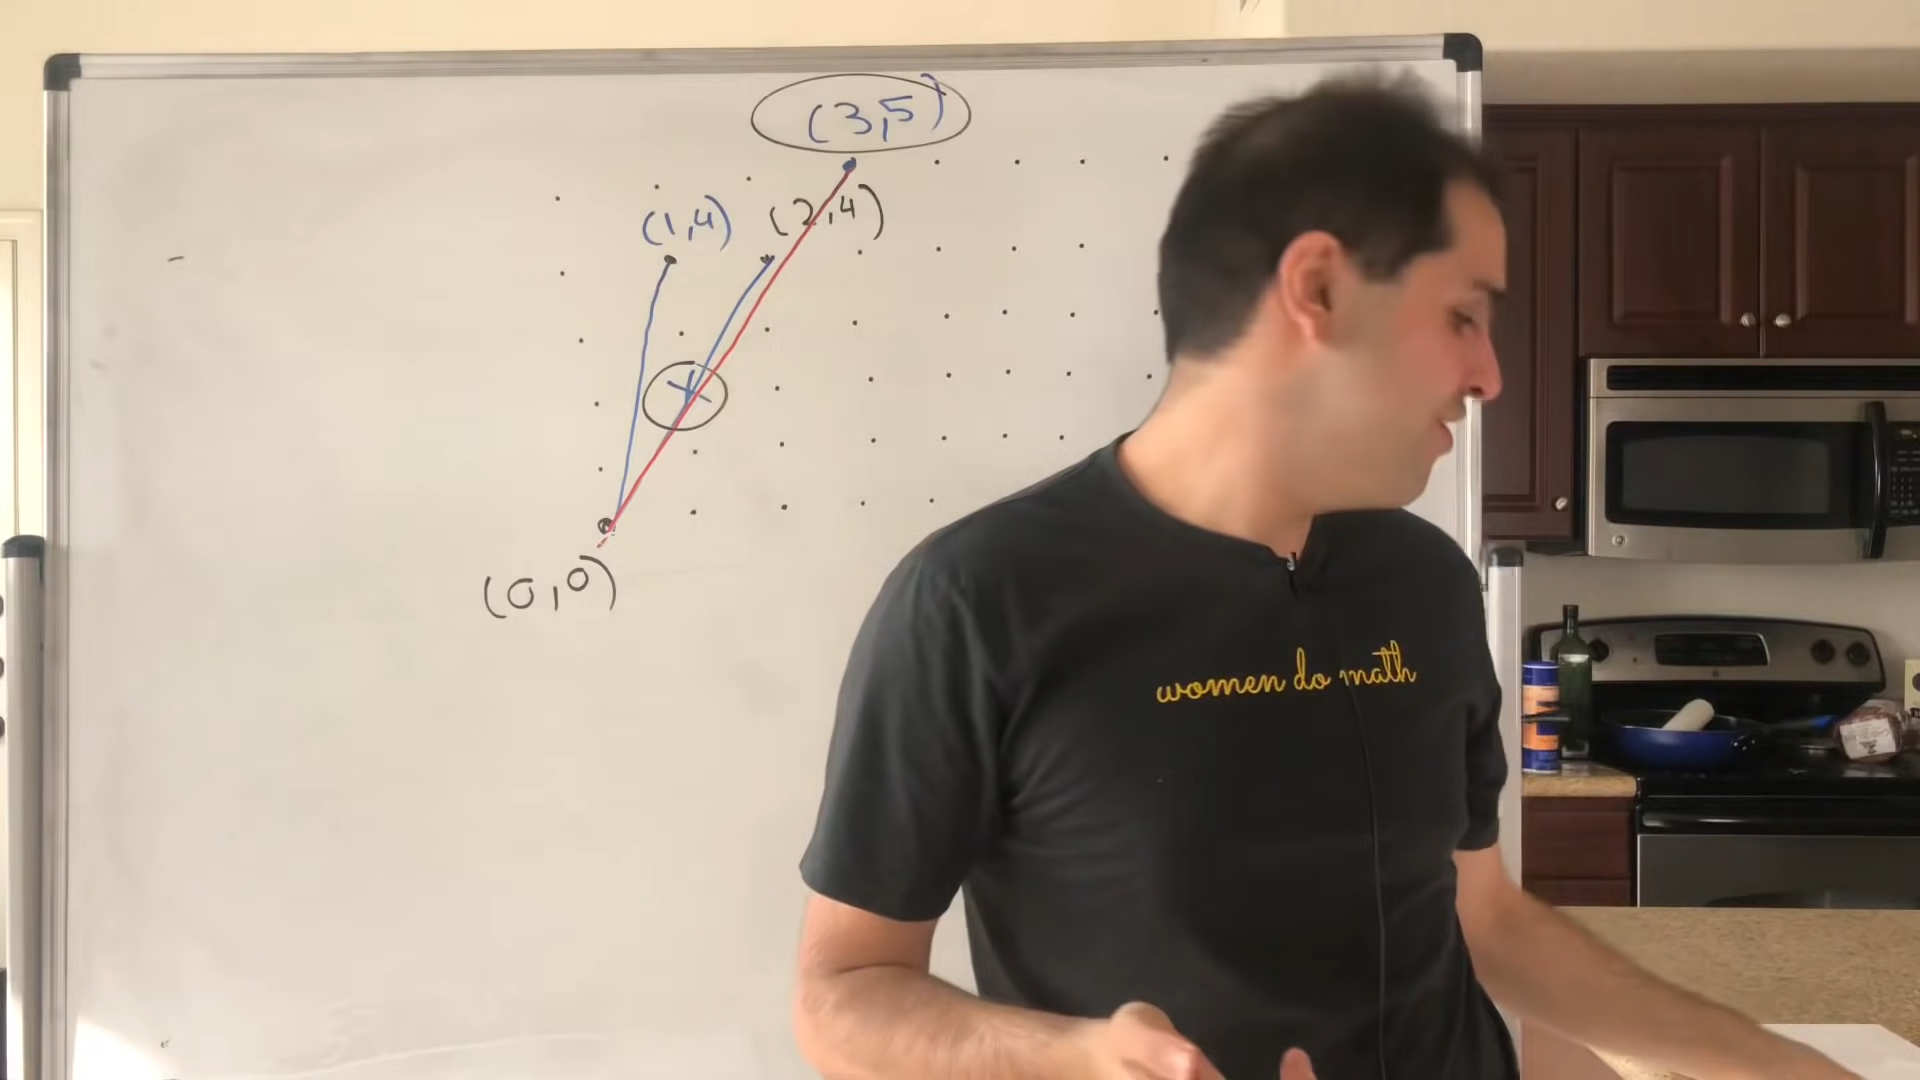 (3,5)
(1,4) (2,4)
(0,0)
women do math